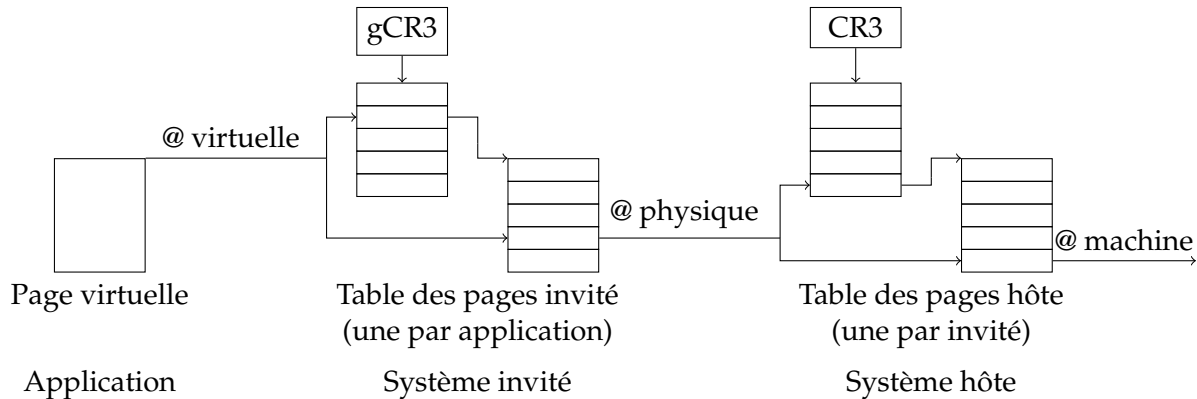 gCR3
CR3
@ virtuelle
@ physique
@ machine
Page virtuelle
Table des pages invité
(une par application)
Table des pages hôte
(une par invité)
Application
Système invité
Système hôte